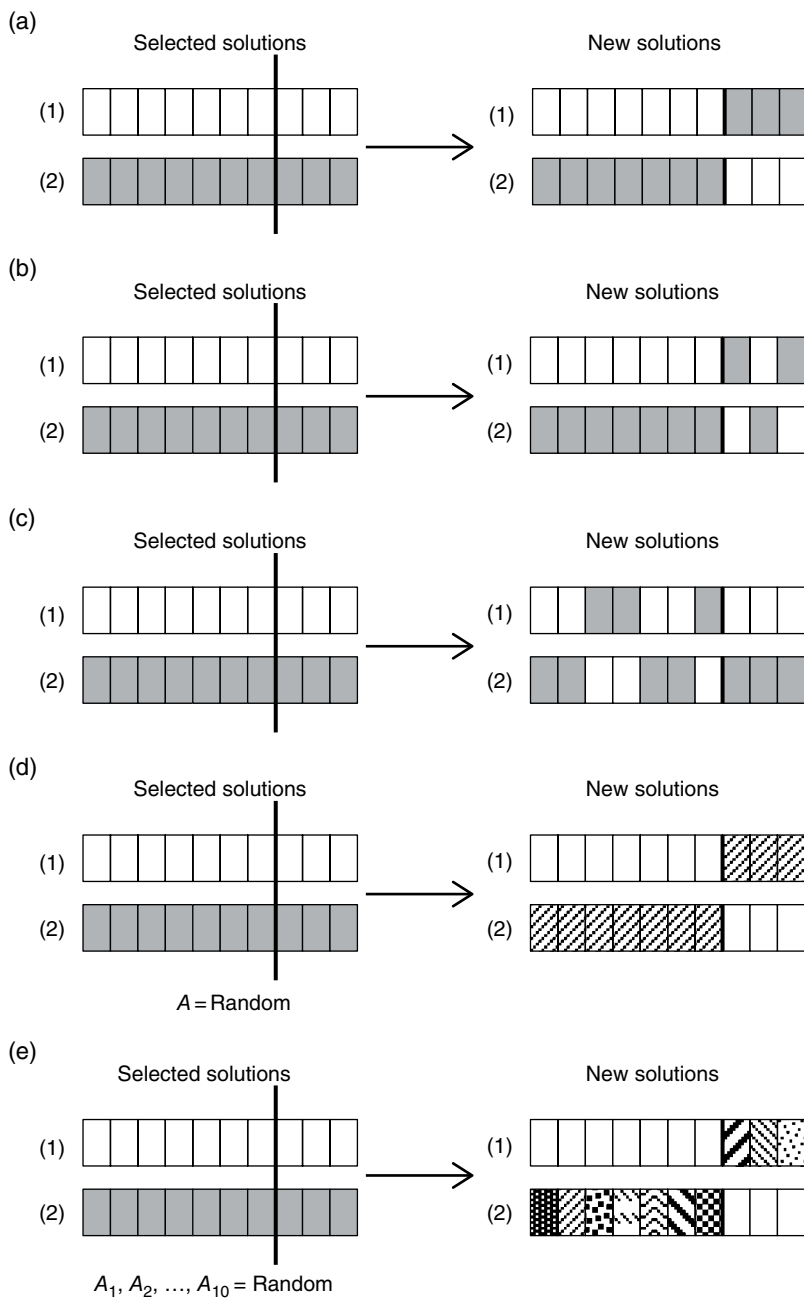 (a)
Selected solutions New solutions
(1) (1)
(2) (2)
(b)
Selected solutions New solutions
(1) (1)
(2) (2)
(c)
Selected solutions New solutions
(1) (1)
(2) (2)
(d)
Selected solutions New solutions
(1) (1)
(2) (2)
A = Random
(e)
Selected solutions New solutions
(1) (1)
(2) (2)
A₁, A₂, …, A₁₀ = Random